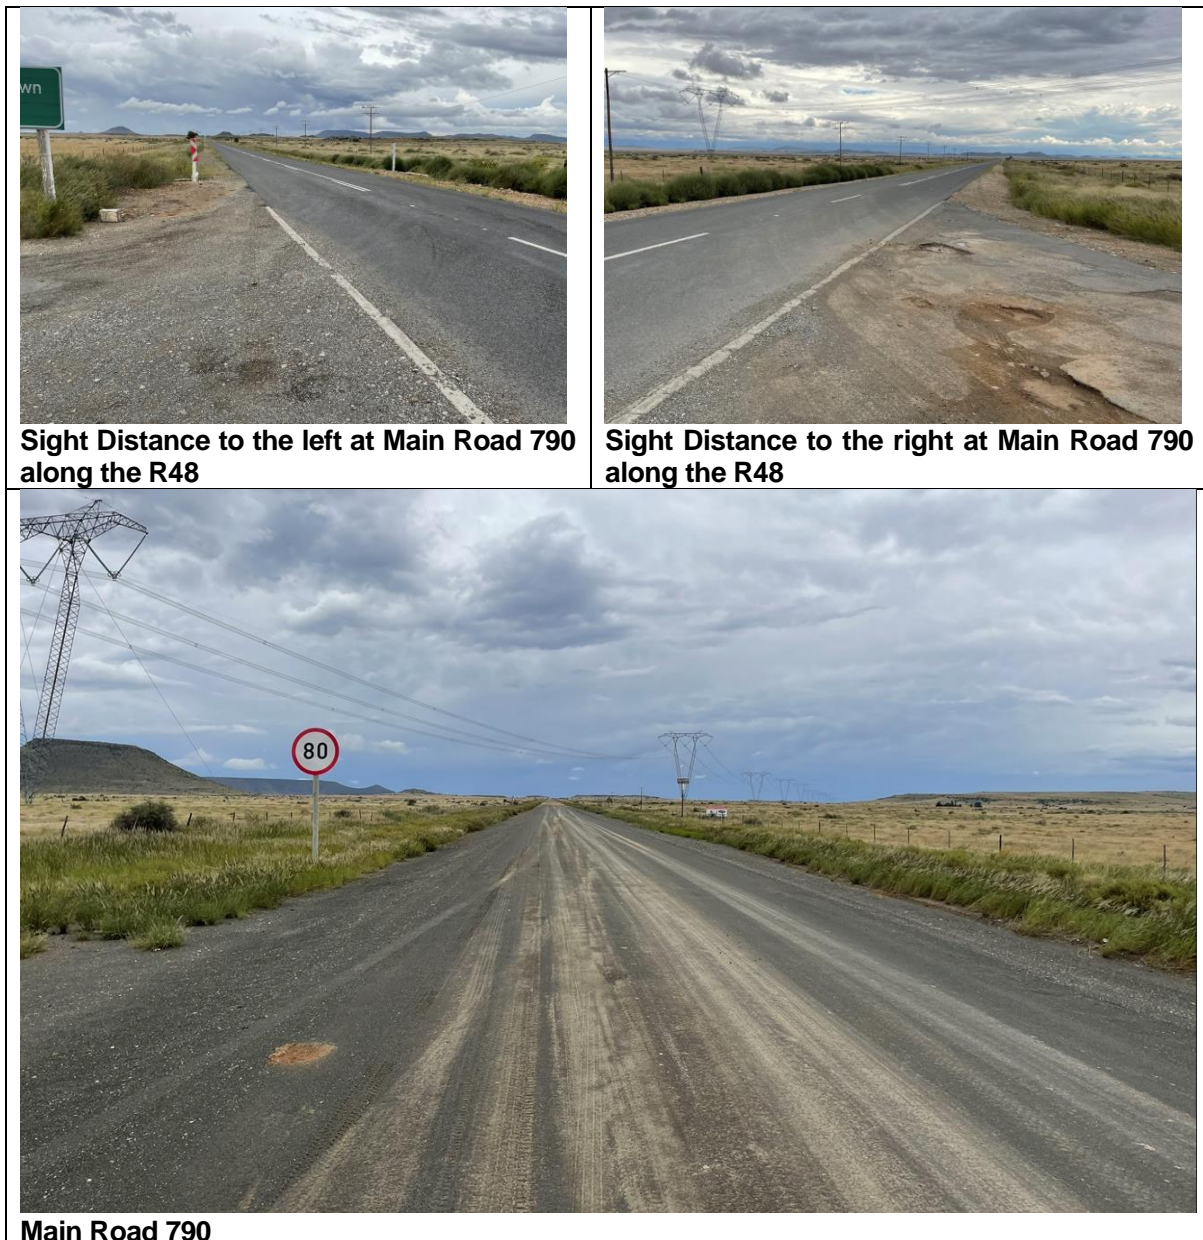 wn
Sight Distance to the left at Main Road 790
along the R48
Sight Distance to the right at Main Road 790
along the R48
80
Main Road 790